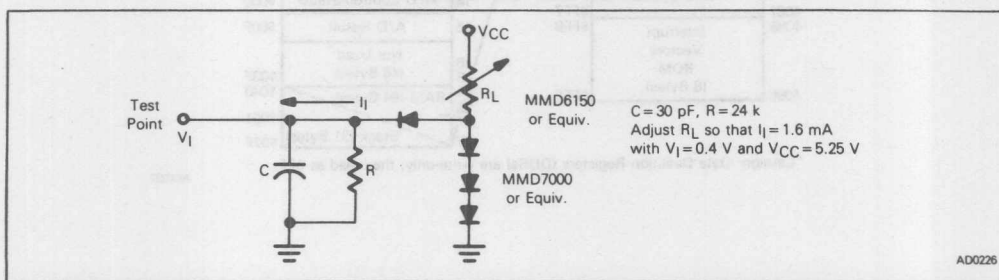 VCC
RL
II
Test
Point
VI
C
R
MMD6150
or Equiv.
MMD7000
or Equiv.
C=30 pF, R=24 k
Adjust RL so that II=1.6 mA
with VI=0.4 V and VCC=5.25 V
AD0226